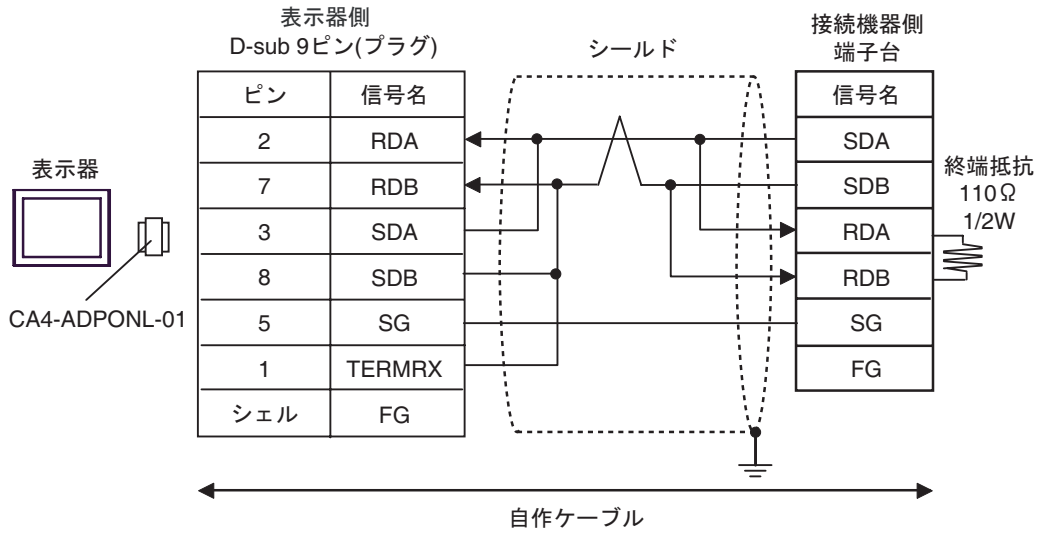 表示器側
D-sub 9ピン(プラグ)
シールド
接続機器側
端子台
ピン 信号名
信号名
2 RDA
SDA
7 RDB
SDB
3 SDA
RDA
8 SDB
RDB
5 SG
SG
1 TERMRX
FG
シェル FG
表示器
CA4-ADPONL-01
終端抵抗
110Ω
1/2W
自作ケーブル